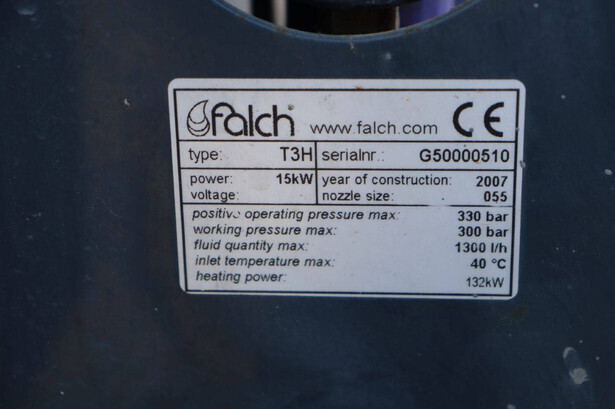 falch® www.falch.com CE
type: T3H serialnr.: G50000510
power: 15kW year of construction: 2007
voltage: nozzle size: 055
positive operating pressure max: 330 bar
working pressure max: 300 bar
fluid quantity max: 1300 l/h
inlet temperature max: 40 °C
heating power: 132kW